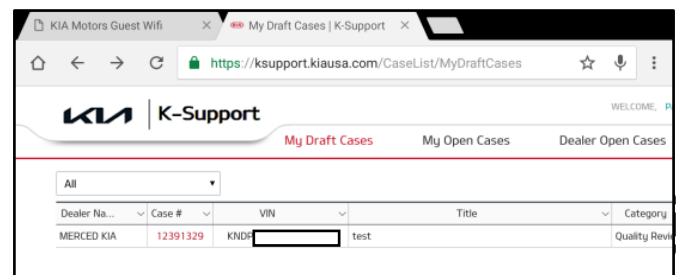 KIA Motors Guest Wifi
My Draft Cases | K-Support
https://ksupport.kiausa.com/CaseList/MyDraftCases
KIA K-Support
WELCOME,
My Draft Cases My Open Cases Dealer Open Cases
All
Dealer Na... Case # VIN Title Category
MERCED KIA 12391329 KNDP test Quality Revi